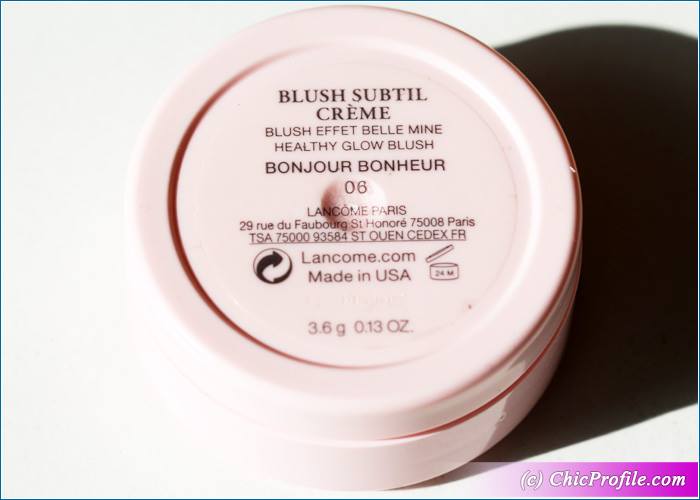 BLUSH SUBTIL
CRÈME
BLUSH EFFET BELLE MINE
HEALTHY GLOW BLUSH
BONJOUR BONHEUR
06
LANCÔME PARIS
29 rue du Faubourg St Honoré 75008 Paris
TSA 75000 93584 ST OUEN CEDEX FR
Lancome.com
Made in USA
24 M
3.6 g 0.13 OZ.
(c) ChicProfile.com